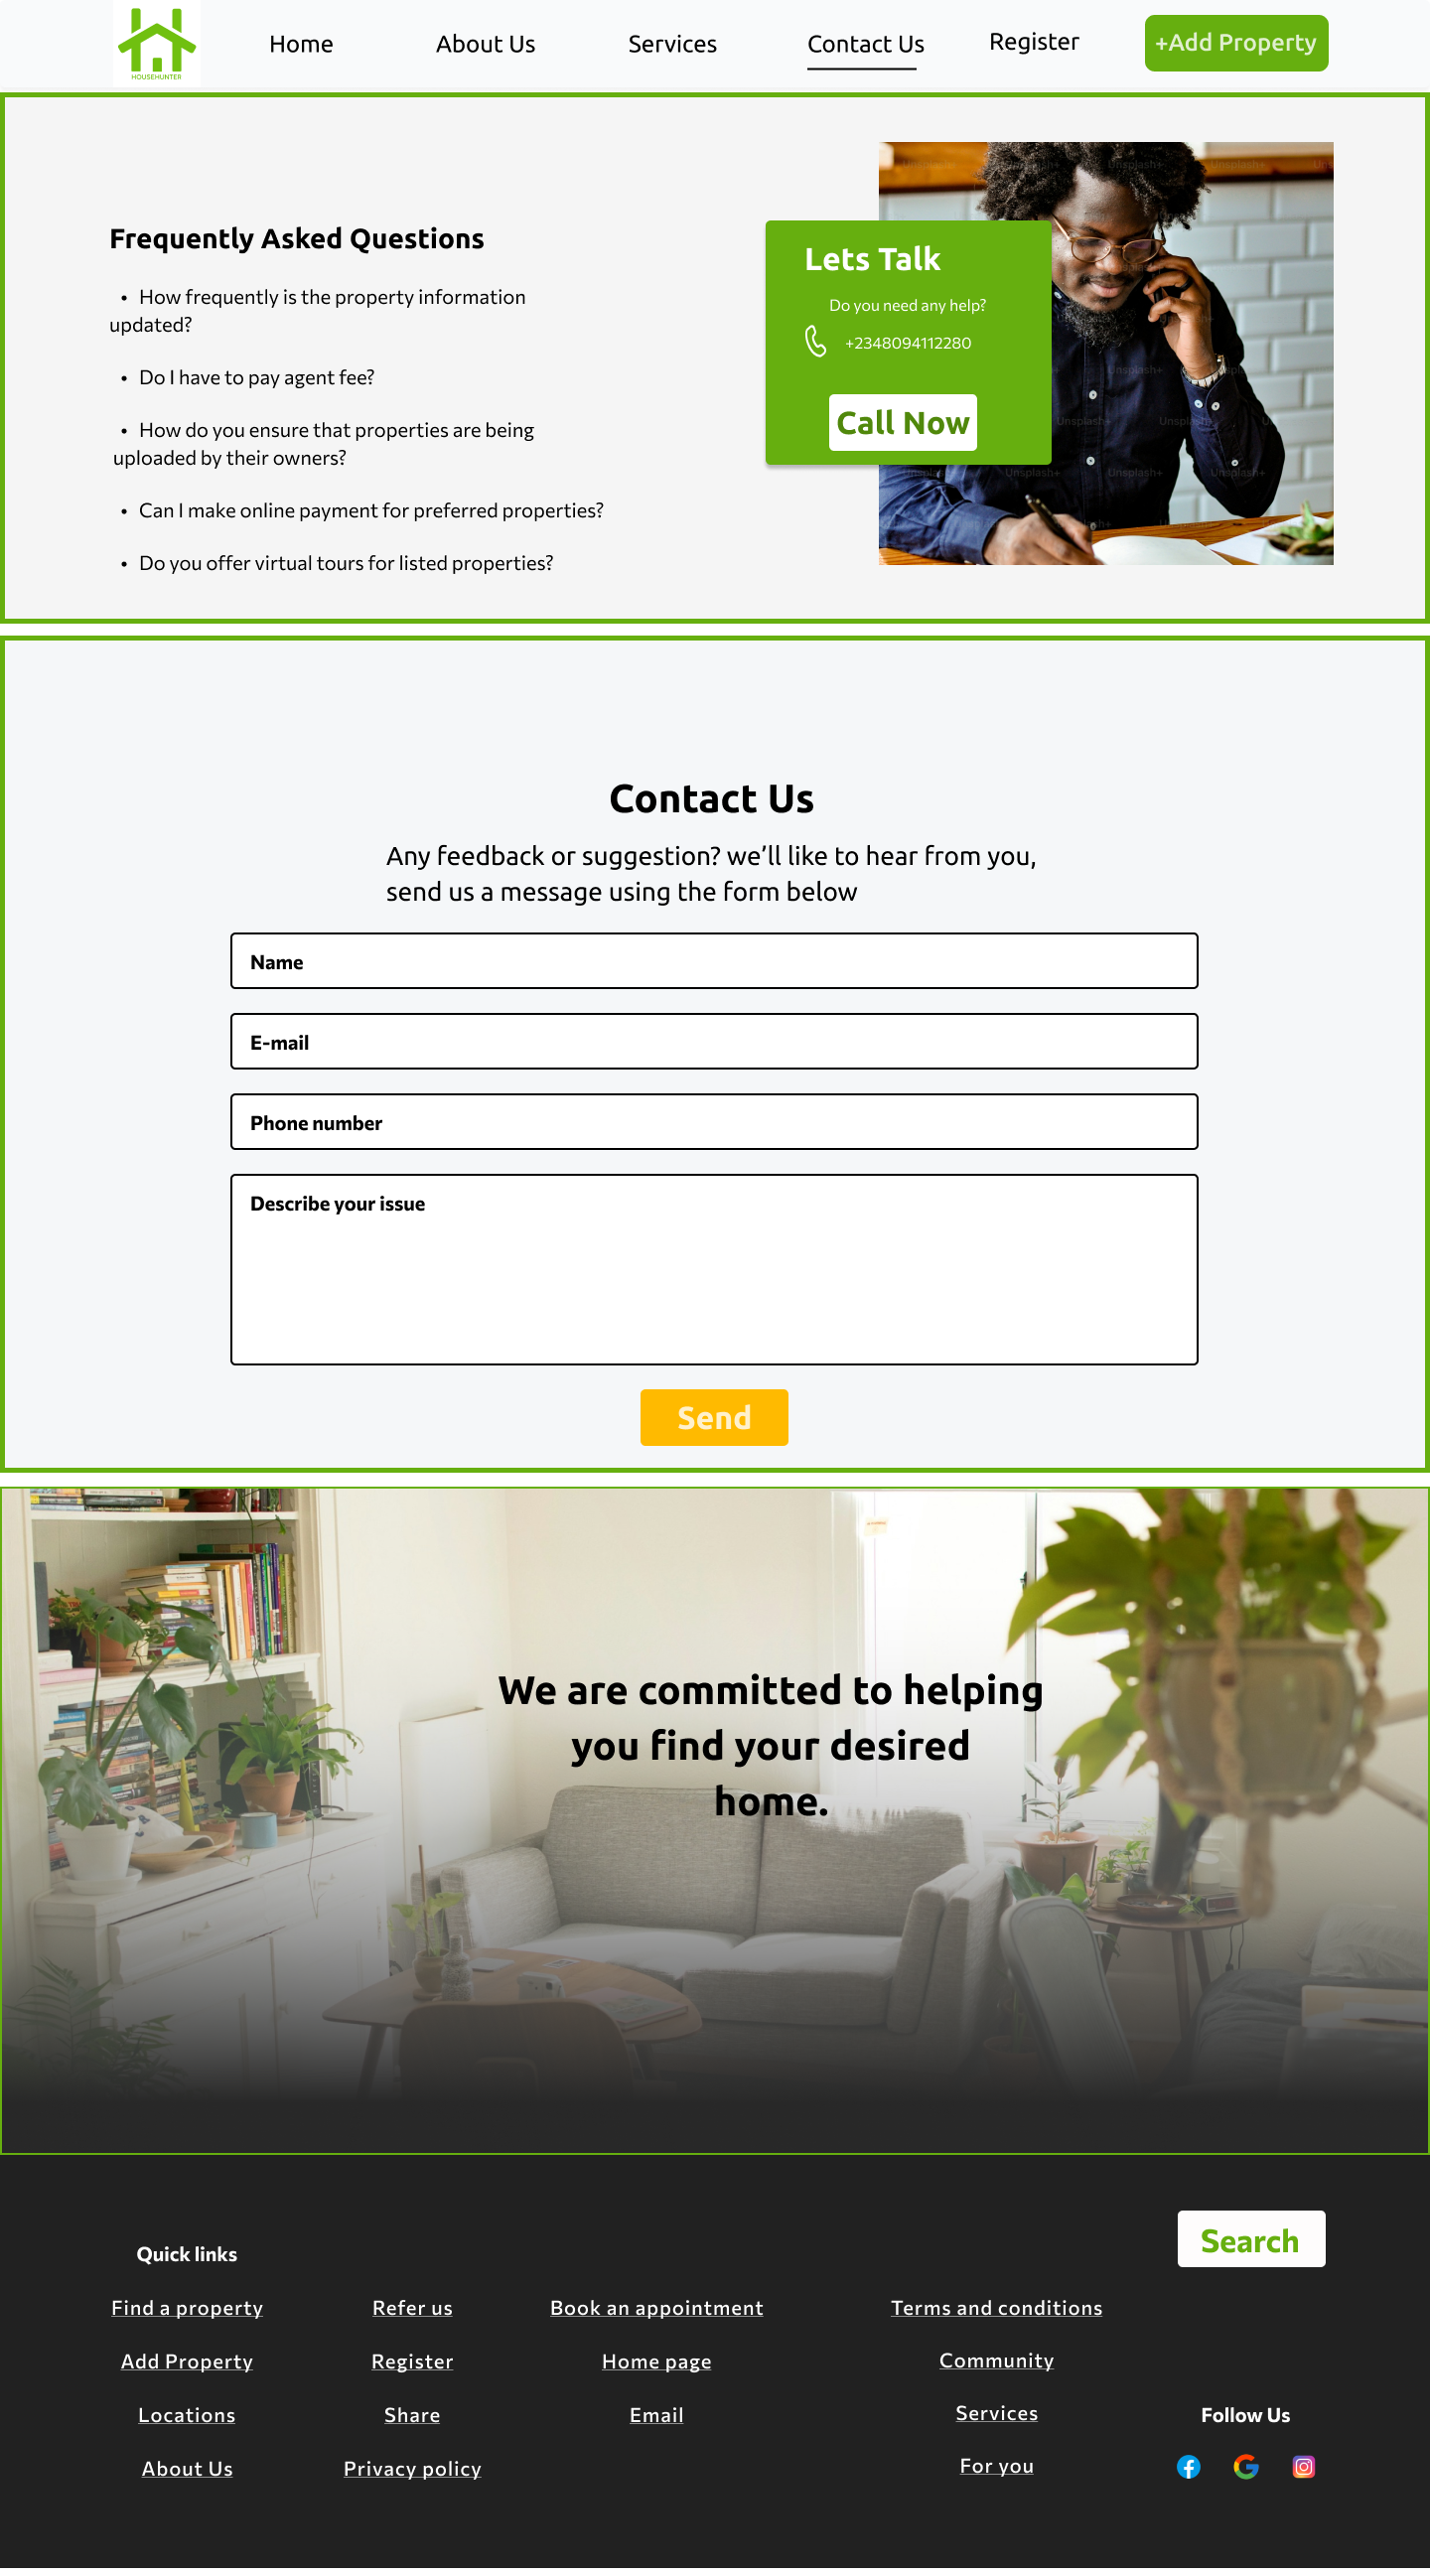 HOUSEHUNTER
Home
About Us
Services
Contact Us
Register
+Add Property
Frequently Asked Questions
• How frequently is the property information
updated?
• Do I have to pay agent fee?
• How do you ensure that properties are being
uploaded by their owners?
• Can I make online payment for preferred properties?
• Do you offer virtual tours for listed properties?
Unsplash+
Lets Talk
Do you need any help?
+2348094112280
Call Now
Contact Us
Any feedback or suggestion? we’ll like to hear from you,
send us a message using the form below
Name
E-mail
Phone number
Describe your issue
Send
We are committed to helping
you find your desired
home.
Search
Quick links
Find a property
Add Property
Locations
About Us
Refer us
Register
Share
Privacy policy
Book an appointment
Home page
Email
Terms and conditions
Community
Services
For you
Follow Us